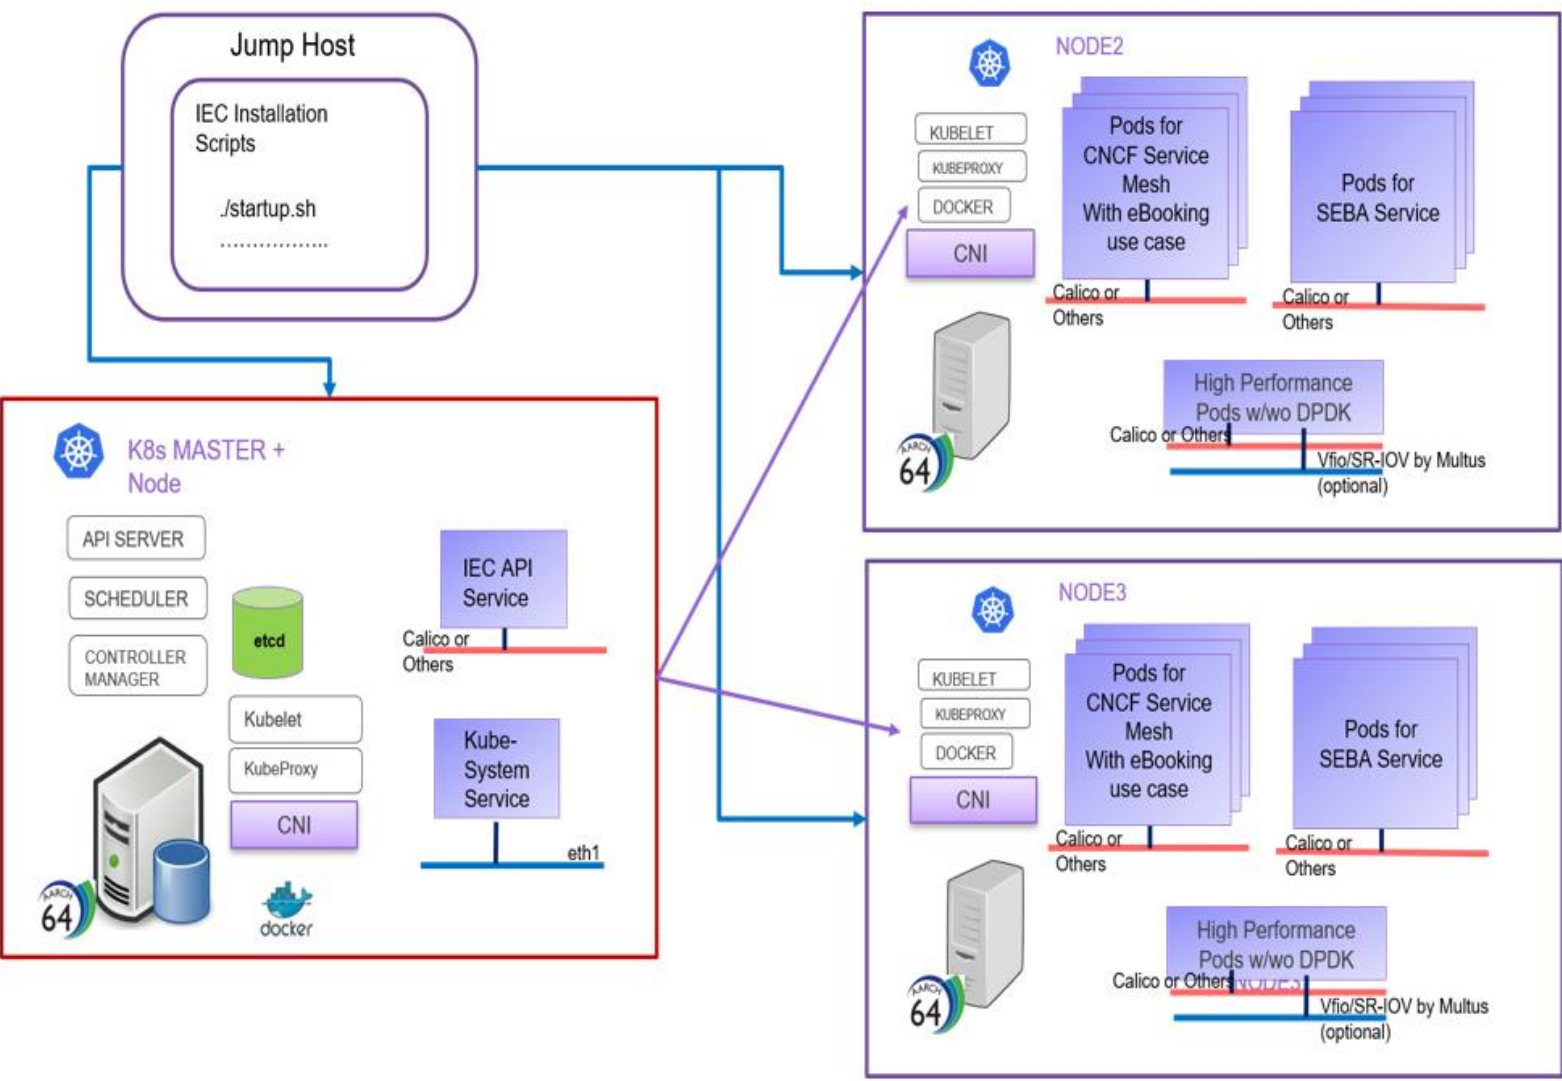 Jump Host
IEC Installation
Scripts
./startup.sh
……………..
K8s MASTER +
Node
API SERVER
SCHEDULER
CONTROLLER
MANAGER
etcd
Kubelet
KubeProxy
CNI
AARCH
64
docker
IEC API
Service
Calico or
Others
Kube-
System
Service
eth1
NODE2
KUBELET
KUBEPROXY
DOCKER
CNI
AARCH
64
Pods for
CNCF Service
Mesh
With eBooking
use case
Calico or
Others
Pods for
SEBA Service
Calico or
Others
High Performance
Pods w/wo DPDK
Calico or Others
Vfio/SR-IOV by Multus
(optional)
NODE3
KUBELET
KUBEPROXY
DOCKER
CNI
AARCH
64
Pods for
CNCF Service
Mesh
With eBooking
use case
Calico or
Others
Pods for
SEBA Service
Calico or
Others
High Performance
Pods w/wo DPDK
Calico or Others
NODE3
Vfio/SR-IOV by Multus
(optional)